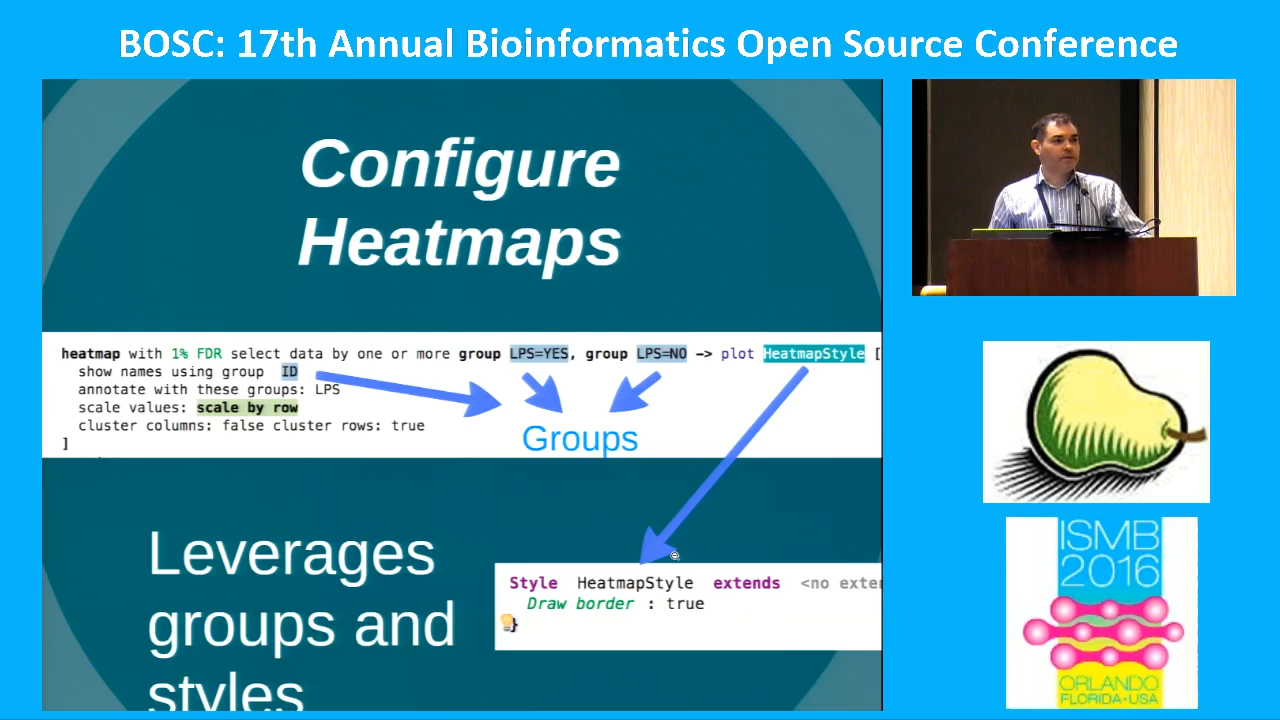 BOSC: 17th Annual Bioinformatics Open Source Conference
Configure
Heatmaps
heatmap with 1% FDR select data by one or more group LPS=YES, group LPS=NO -> plot HeatmapStyle [
show names using group ID
annotate with these groups: LPS
scale values: scale by row
cluster columns: false cluster rows: true
]
Groups
Leverages
groups and
styles
Style HeatmapStyle extends <no exten
Draw border : true
}
ISMB
2016
ORLANDO
FLORIDA•USA